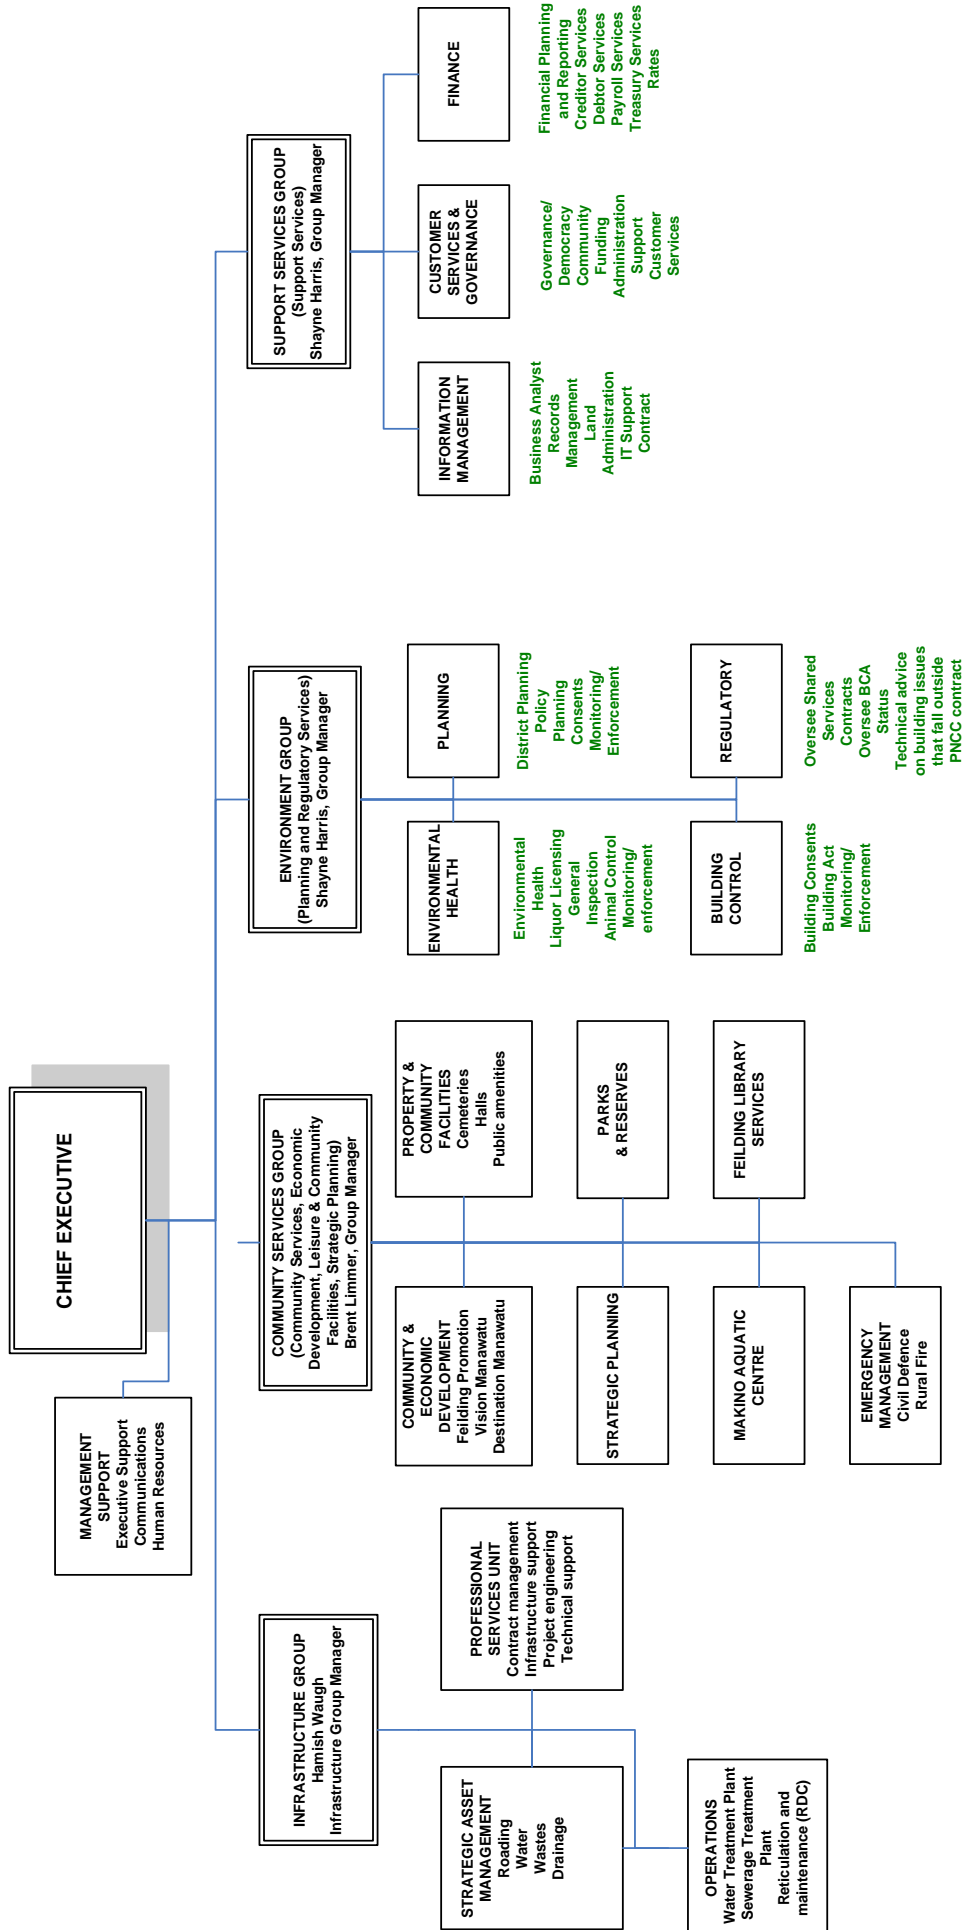 CHIEF EXECUTIVE
MANAGEMENT
SUPPORT
Executive Support
Communications
Human Resources
INFRASTRUCTURE GROUP
Hamish Waugh
Infrastructure Group Manager
STRATEGIC ASSET
MANAGEMENT
Roading
Water
Wastes
Drainage
PROFESSIONAL
SERVICES UNIT
Contract management
Infrastructure support
Project engineering
Technical support
OPERATIONS
Water Treatment Plant
Sewerage Treatment
Plant
Reticulation and
maintenance (RDC)
COMMUNITY SERVICES GROUP
(Community Services, Economic
Development, Leisure & Community
Facilities, Strategic Planning)
Brent Limmer, Group Manager
COMMUNITY &
ECONOMIC
DEVELOPMENT
Feilding Promotion
Vision Manawatu
Destination Manawatu
PROPERTY &
COMMUNITY
FACILITIES
Cemeteries
Halls
Public amenities
STRATEGIC PLANNING
PARKS
& RESERVES
MAKINO AQUATIC
CENTRE
FEILDING LIBRARY
SERVICES
EMERGENCY
MANAGEMENT
Civil Defence
Rural Fire
ENVIRONMENT GROUP
(Planning and Regulatory Services)
Shayne Harris, Group Manager
ENVIRONMENTAL
HEALTH
Environmental
Health
Liquor Licensing
General
Inspection
Animal Control
Monitoring/
enforcement
PLANNING
District Planning
Policy
Planning
Consents
Monitoring/
Enforcement
BUILDING
CONTROL
Building Consents
Building Act
Monitoring/
Enforcement
REGULATORY
Oversee Shared
Services
Contracts
Oversee BCA
Status
Technical advice
on building issues
that fall outside
PNCC contract
SUPPORT SERVICES GROUP
(Support Services)
Shayne Harris, Group Manager
INFORMATION
MANAGEMENT
Business Analyst
Records
Management
Land
Administration
IT Support
Contract
CUSTOMER
SERVICES &
GOVERNANCE
Governance/
Democracy
Community
Funding
Administration
Support
Customer
Services
FINANCE
Financial Planning
and Reporting
Creditor Services
Debtor Services
Payroll Services
Treasury Services
Rates